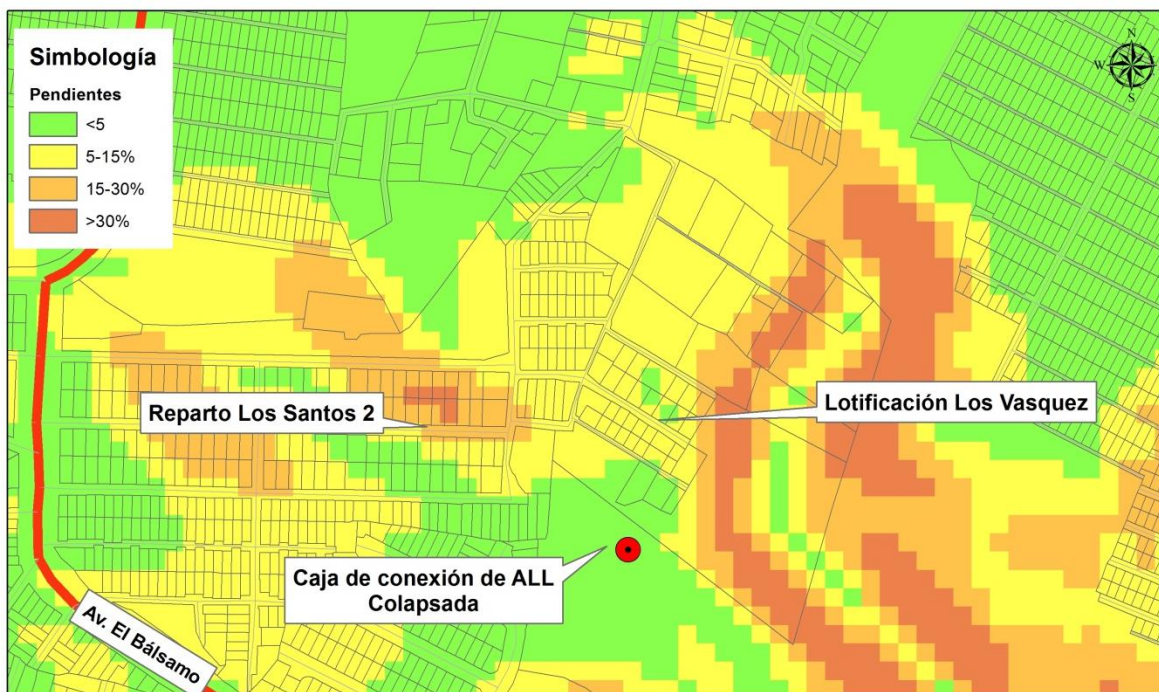 Simbología
Pendientes
<5
5-15%
15-30%
>30%
N
W
S
Reparto Los Santos 2
Lotificación Los Vasquez
Caja de conexión de ALL
Colapsada
Av. El Bálsamo